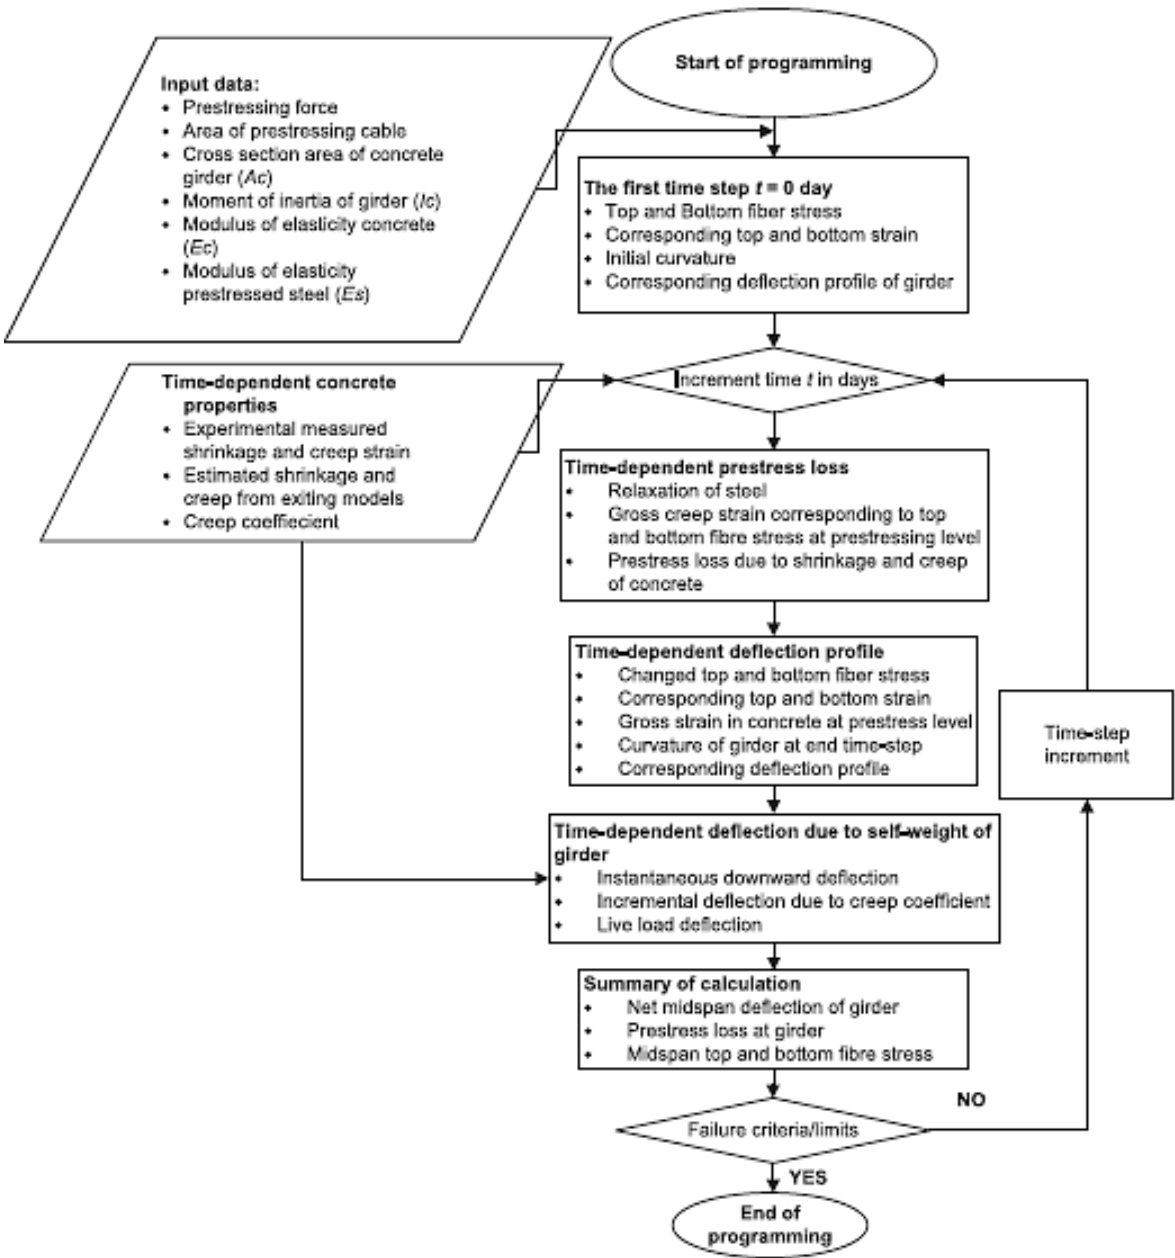 Start of programming
Input data:
• Prestressing force
• Area of prestressing cable
• Cross section area of concrete
girder (Ac)
• Moment of inertia of girder (Ic)
• Modulus of elasticity concrete
(Ec)
• Modulus of elasticity
prestressed steel (Es)
The first time step t = 0 day
• Top and Bottom fiber stress
• Corresponding top and bottom strain
• Initial curvature
• Corresponding deflection profile of girder
Increment time t in days
Time-dependent concrete
properties
• Experimental measured
shrinkage and creep strain
• Estimated shrinkage and
creep from exiting models
• Creep coeffiecient
Time-dependent prestress loss
• Relaxation of steel
• Gross creep strain corresponding to top
and bottom fibre stress at prestressing level
• Prestress loss due to shrinkage and creep
of concrete
Time-dependent deflection profile
• Changed top and bottom fiber stress
• Corresponding top and bottom strain
• Gross strain in concrete at prestress level
• Curvature of girder at end time-step
• Corresponding deflection profile
Time-step
increment
Time-dependent deflection due to self-weight of
girder
• Instantaneous downward deflection
• Incremental deflection due to creep coefficient
• Live load deflection
Summary of calculation
• Net midspan deflection of girder
• Prestress loss at girder
• Midspan top and bottom fibre stress
NO
Failure criteria/limits
YES
End of
programming